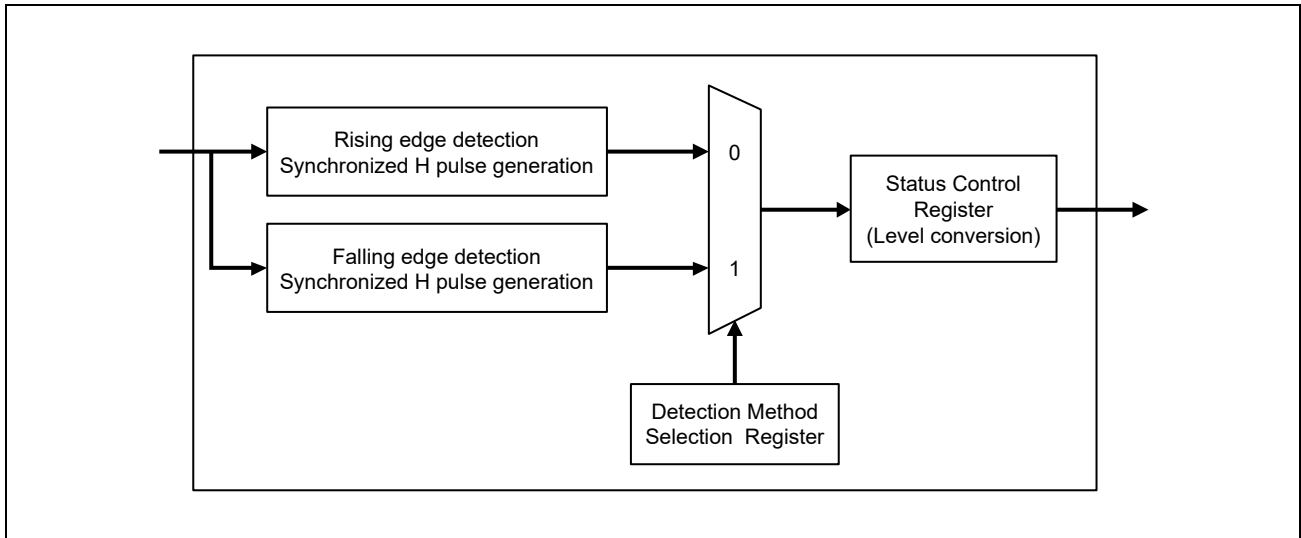 Rising edge detection
Synchronized H pulse generation
0
Status Control
Register
(Level conversion)
Falling edge detection
Synchronized H pulse generation
1
Detection Method
Selection Register